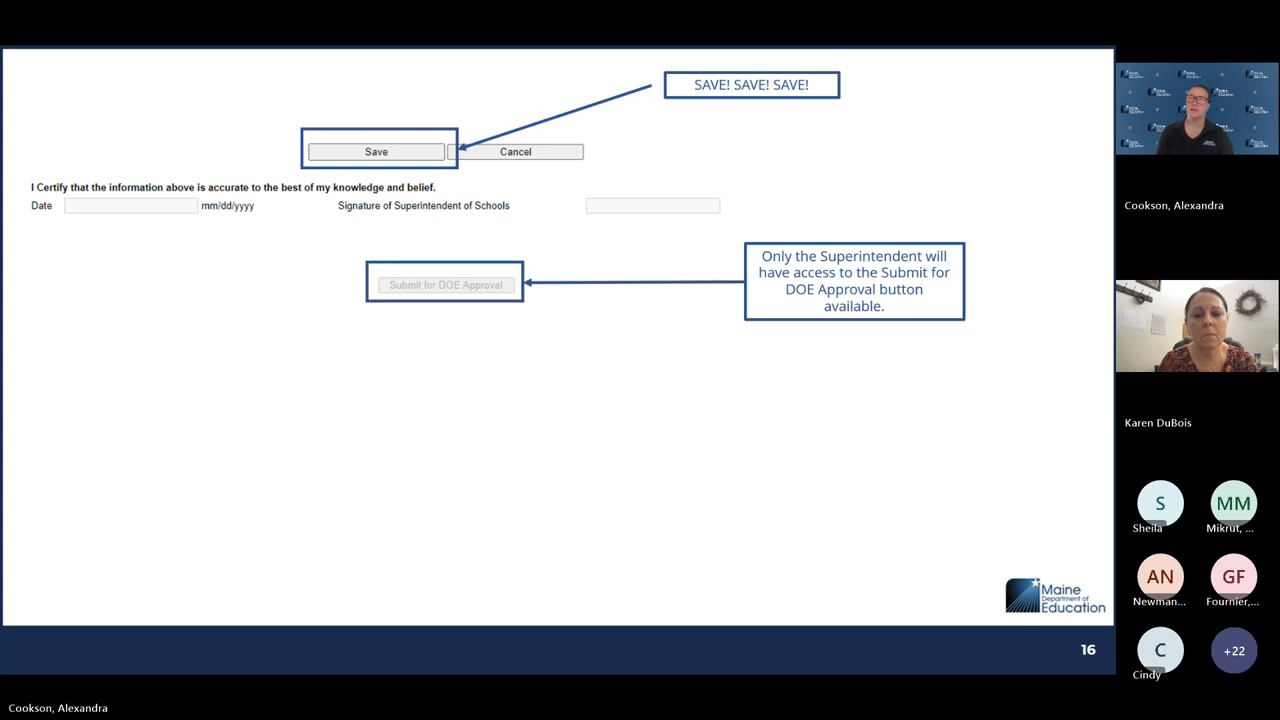 SAVE! SAVE! SAVE!
Save
Cancel
I Certify that the information above is accurate to the best of my knowledge and belief.
Date
mm/dd/yyyy
Signature of Superintendent of Schools
Submit for DOE Approval
Only the Superintendent will
have access to the Submit for
DOE Approval button
available.
Maine
Department of
Education
16
Cookson, Alexandra
Karen DuBois
S
Sheila
MM
Mikrut, ...
AN
Newman...
GF
Fournier,...
C
Cindy
+22
Cookson, Alexandra